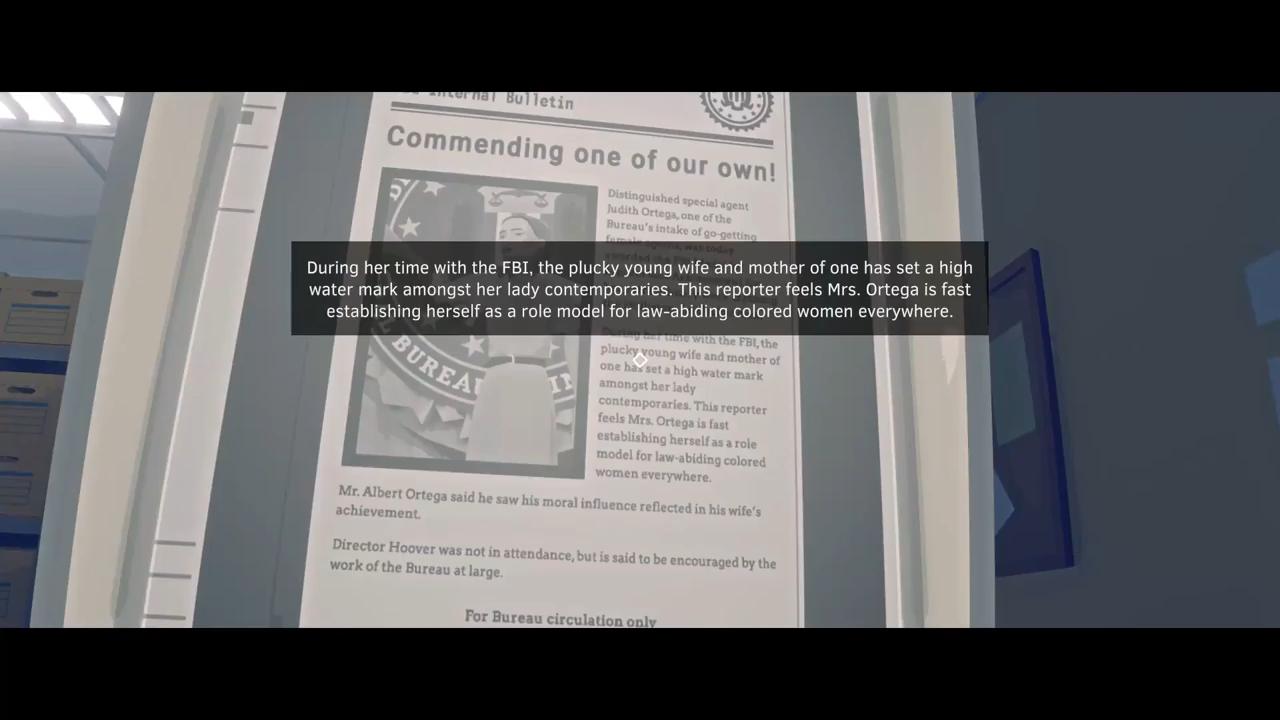 Internal Bulletin
Commending one of our own!
Distinguished special agent
Judith Ortega, one of the
Bureau's intake of go-getting
During her time with the FBI, the plucky young wife and mother of one has set a high
water mark amongst her lady contemporaries. This reporter feels Mrs. Ortega is fast
establishing herself as a role model for law-abiding colored women everywhere.
During her time with the FBI, the
plucky young wife and mother of
one has set a high water mark
amongst her lady
contemporaries. This reporter
feels Mrs. Ortega is fast
establishing herself as a role
model for law-abiding colored
women everywhere.
BUREAU
Mr. Albert Ortega said he saw his moral influence reflected in his wife's
achievement.
Director Hoover was not in attendance, but is said to be encouraged by the
work of the Bureau at large.
For Bureau circulation only